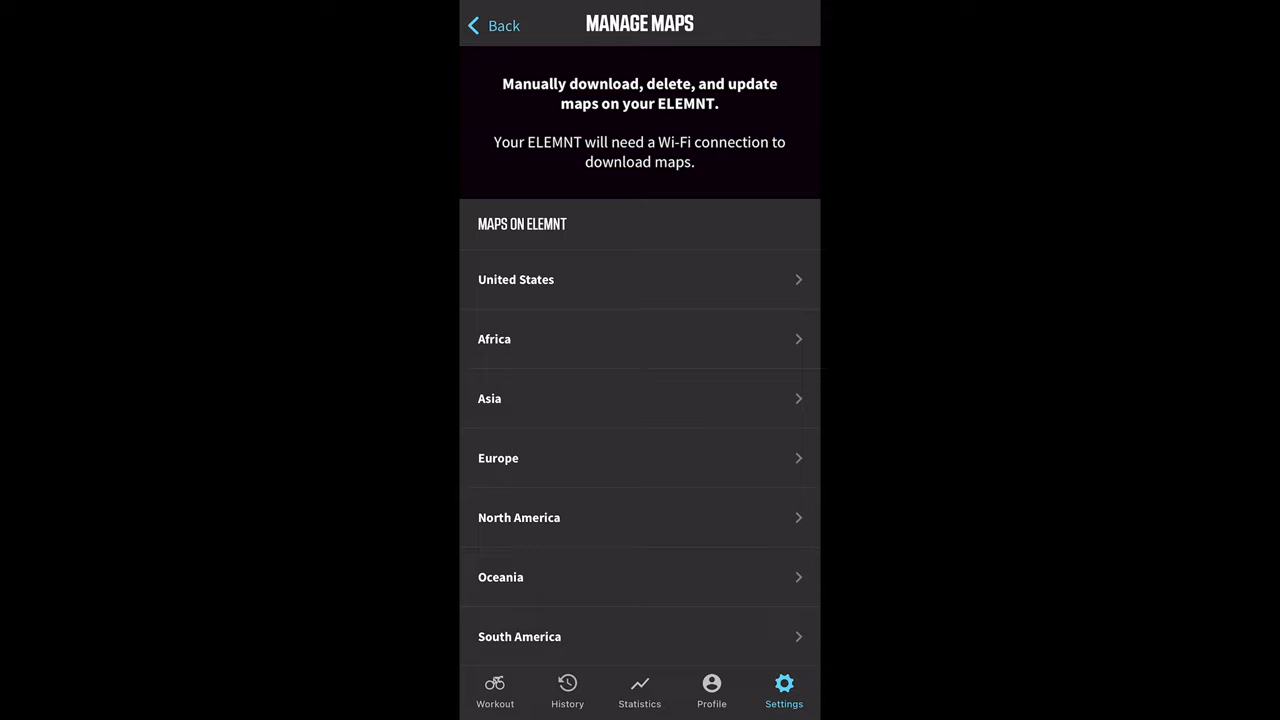 Back
MANAGE MAPS
Manually download, delete, and update
maps on your ELEMNT.
Your ELEMNT will need a Wi-Fi connection to
download maps.
MAPS ON ELEMNT
United States
Africa
Asia
Europe
North America
Oceania
South America
Workout
History
Statistics
Profile
Settings